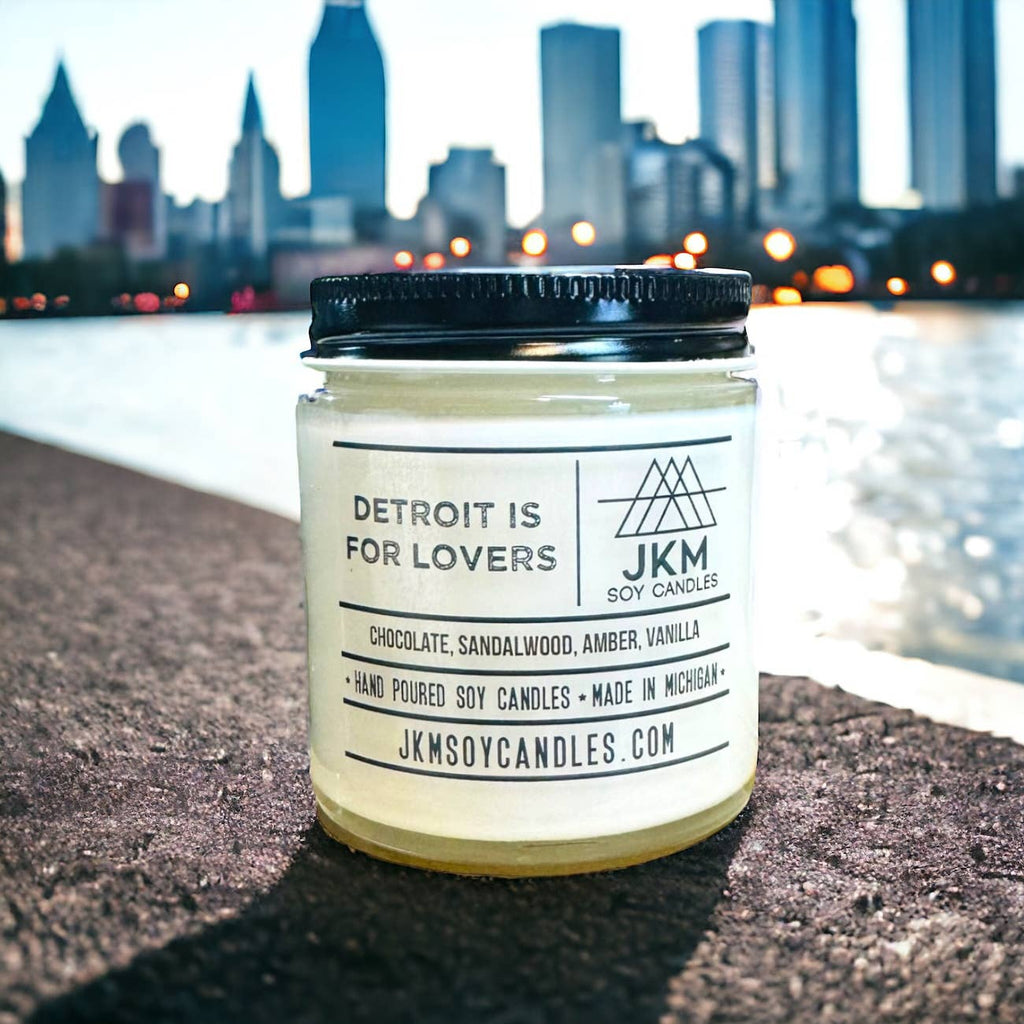 DETROIT IS
FOR LOVERS
JKM
SOY CANDLES
CHOCOLATE, SANDALWOOD, AMBER, VANILLA
★ HAND POURED SOY CANDLES ★ MADE IN MICHIGAN ★
JKMSOYCANDLES.COM